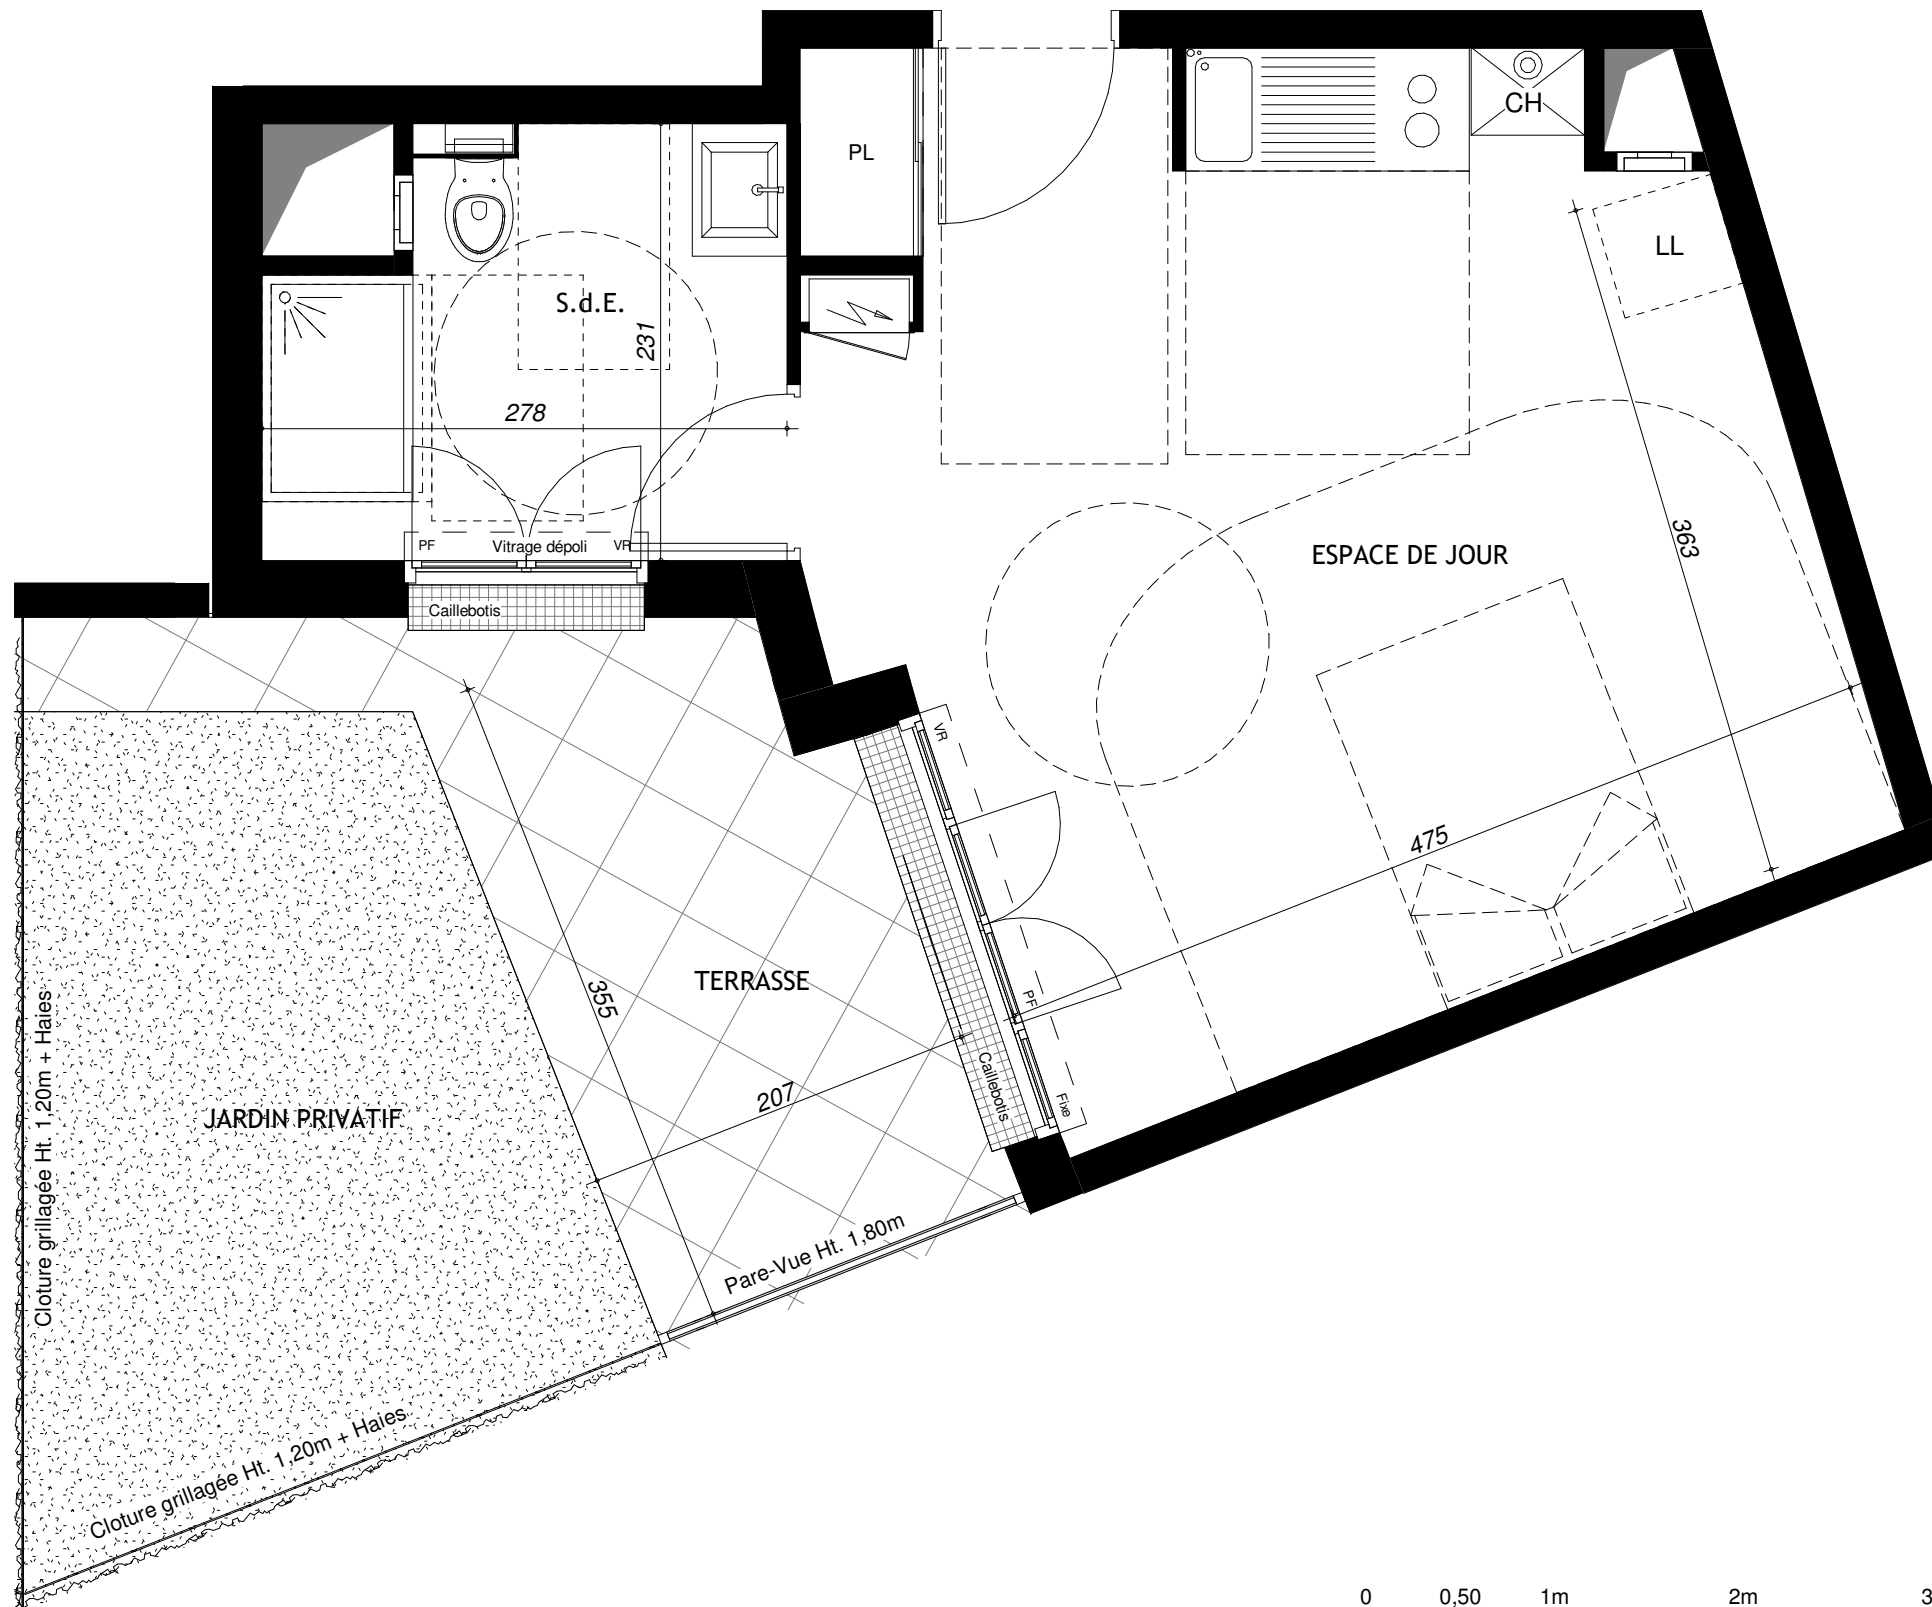 PL
CH
LL
S.d.E.
231
278
PF
Vitrage dépoli
VR
Caillebotis
ESPACE DE JOUR
363
VR
475
TERRASSE
355
PF
207
Caillebotis
Fixe
JARDIN PRIVATIF
Cloture grillagée Ht. 1,20m + Haies
Pare-Vue Ht. 1,80m
Cloture grillagée Ht. 1,20m + Haies
0 0,50 1m 2m 3